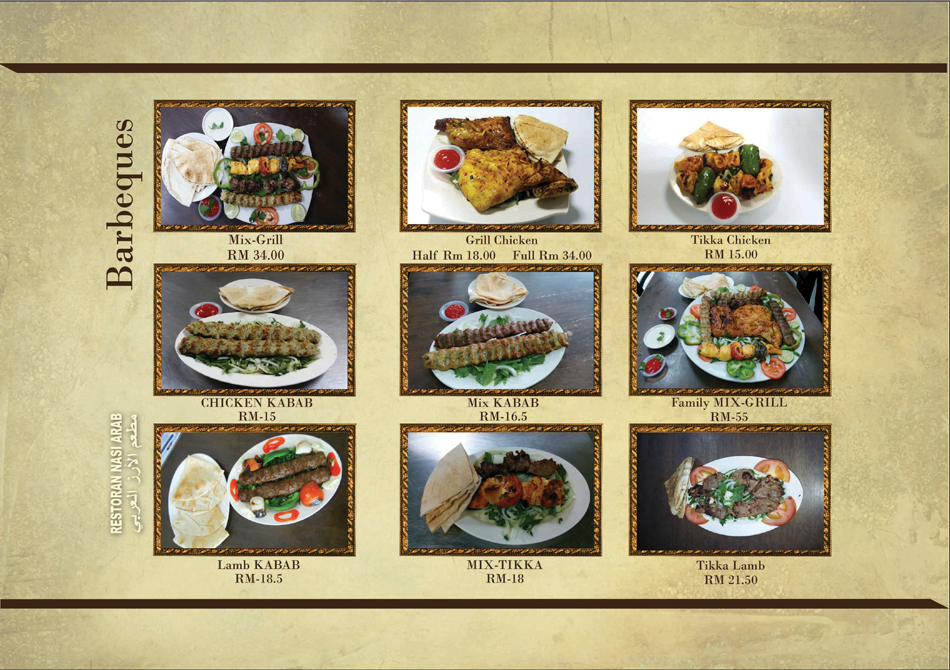 Barbeques
Mix-Grill
RM 34.00
Grill Chicken
Half Rm 18.00 Full Rm 34.00
Tikka Chicken
RM 15.00
CHICKEN KABAB
RM-15
Mix KABAB
RM-16.5
Family MIX-GRILL
RM-55
Lamb KABAB
RM-18.5
MIX-TIKKA
RM-18
Tikka Lamb
RM 21.50
RESTORAN NASI ARAB
مطعم الارز العربي